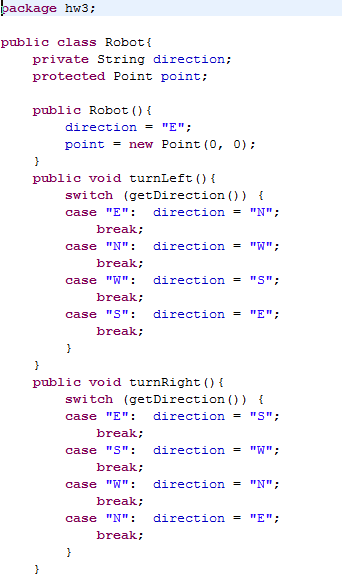 package hw3;

public class Robot{
    private String direction;
    protected Point point;

    public Robot(){
        direction = "E";
        point = new Point(0, 0);
    }
    public void turnLeft(){
        switch (getDirection()) {
        case "E":  direction = "N";
            break;
        case "N":  direction = "W";
            break;
        case "W":  direction = "S";
            break;
        case "S":  direction = "E";
            break;
        }
    }
    public void turnRight(){
        switch (getDirection()) {
        case "E":  direction = "S";
            break;
        case "S":  direction = "W";
            break;
        case "W":  direction = "N";
            break;
        case "N":  direction = "E";
            break;
        }
    }